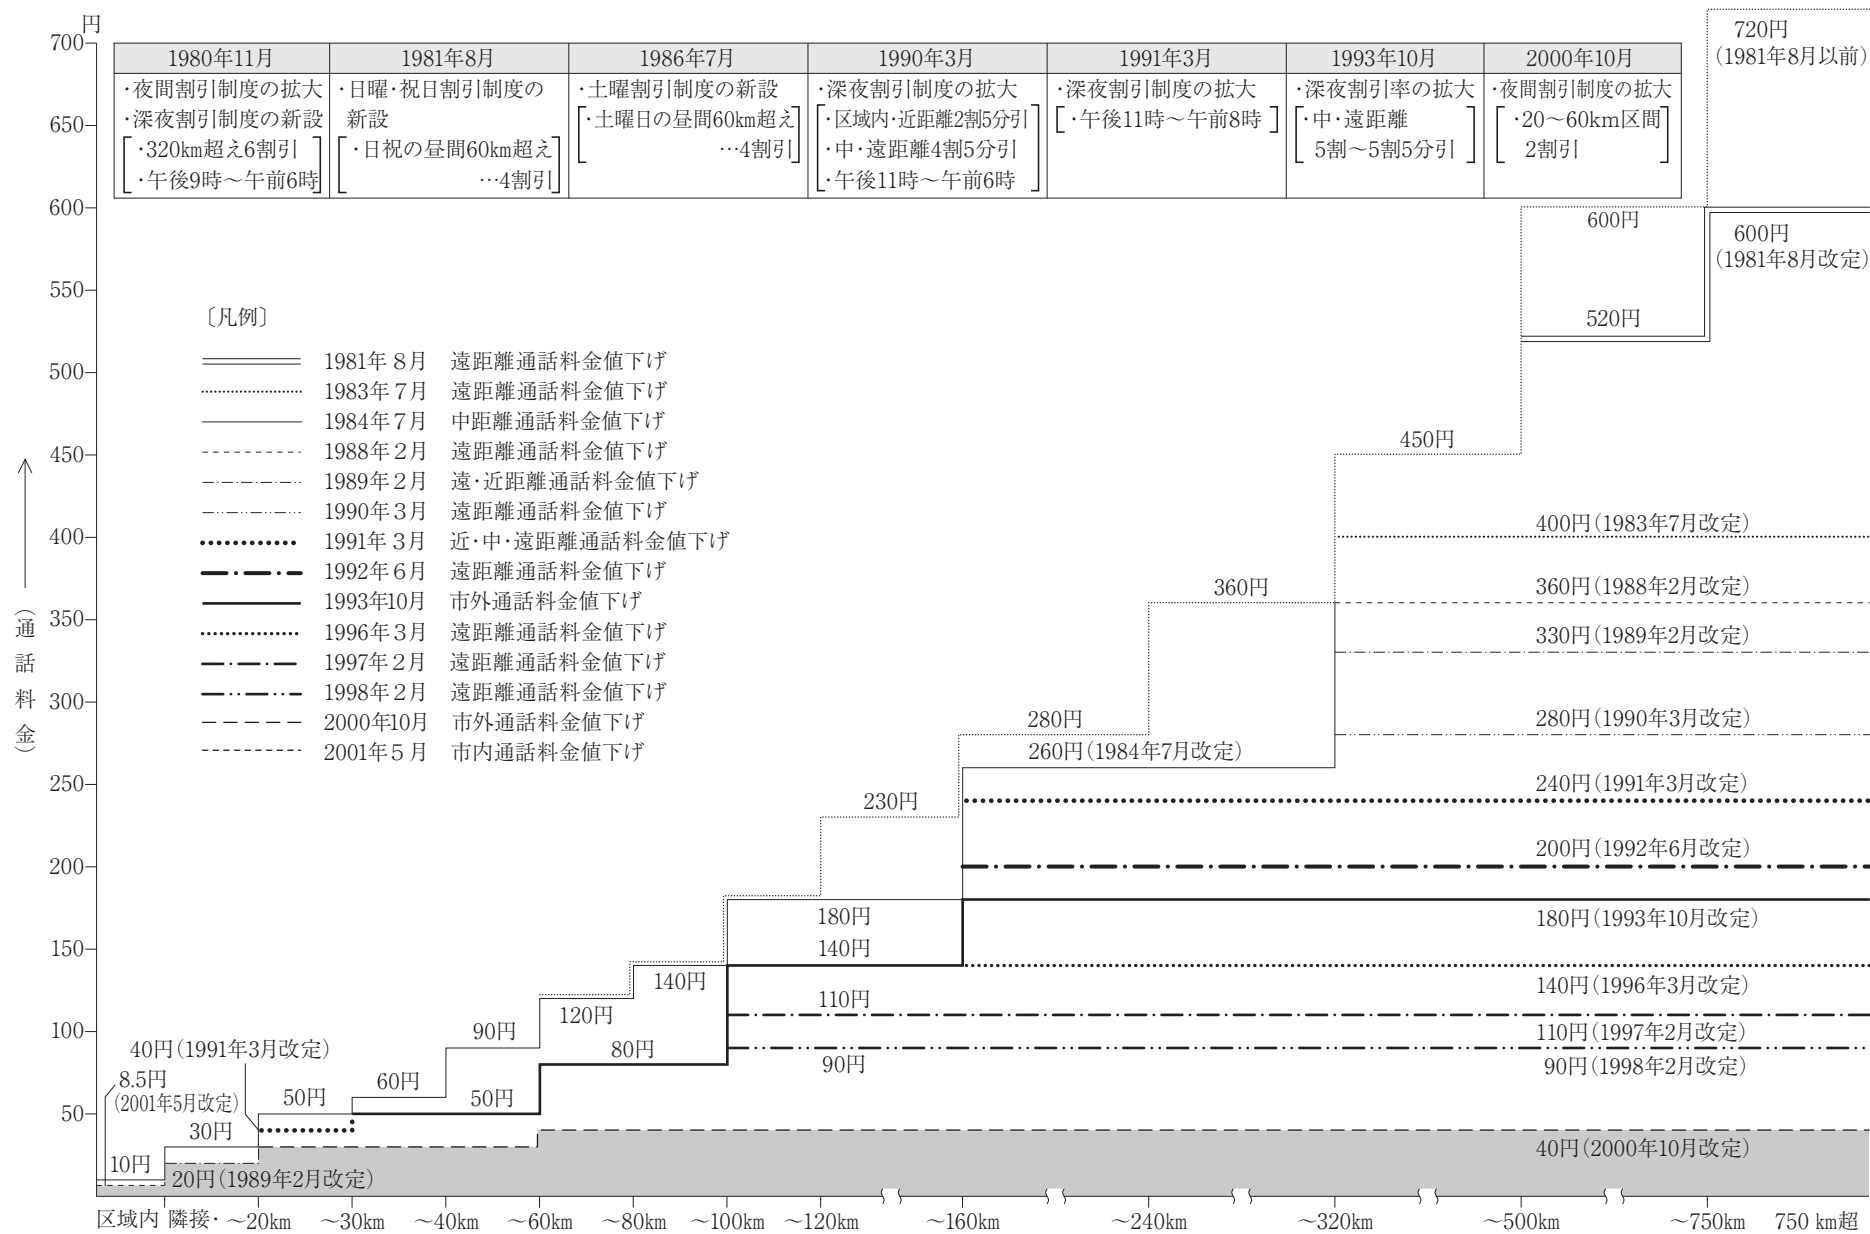 円
700
650
600
550
500
450
400
350
300
250
200
150
100
50
(通話料金)
1980年11月
・夜間割引制度の拡大
・深夜割引制度の新設
・320km超え6割引
・午後9時〜午前6時
1981年8月
・日曜・祝日割引制度の
新設
・日祝の昼間60km超え
…4割引
1986年7月
・土曜割引制度の新設
・土曜日の昼間60km超え
…4割引
1990年3月
・深夜割引制度の拡大
・区域内・近距離2割5分引
・中・遠距離4割5分引
・午後11時〜午前6時
1991年3月
・深夜割引制度の拡大
・午後11時〜午前8時
1993年10月
・深夜割引率の拡大
・中・遠距離
5割〜5割5分引
2000年10月
・夜間割引制度の拡大
・20〜60km区間
2割引
〔凡例〕
1981年8月 遠距離通話料金値下げ
1983年7月 遠距離通話料金値下げ
1984年7月 中距離通話料金値下げ
1988年2月 遠距離通話料金値下げ
1989年2月 遠・近距離通話料金値下げ
1990年3月 遠距離通話料金値下げ
1991年3月 近・中・遠距離通話料金値下げ
1992年6月 遠距離通話料金値下げ
1993年10月 市外通話料金値下げ
1996年3月 遠距離通話料金値下げ
1997年2月 遠距離通話料金値下げ
1998年2月 遠距離通話料金値下げ
2000年10月 市外通話料金値下げ
2001年5月 市内通話料金値下げ
720円
(1981年8月以前)
600円
600円
(1981年8月改定)
520円
450円
400円(1983年7月改定)
360円
360円(1988年2月改定)
330円(1989年2月改定)
280円
280円(1990年3月改定)
260円(1984年7月改定)
240円(1991年3月改定)
230円
200円(1992年6月改定)
180円
180円(1993年10月改定)
140円
140円
140円(1996年3月改定)
120円
110円
110円(1997年2月改定)
90円
80円
90円
90円(1998年2月改定)
40円(1991年3月改定)
8.5円
(2001年5月改定)
50円
60円
50円
30円
10円
20円(1989年2月改定)
40円(2000年10月改定)
区域内 隣接・〜20km 〜30km 〜40km 〜60km 〜80km 〜100km 〜120km 〜160km 〜240km 〜320km 〜500km 〜750km 750km超